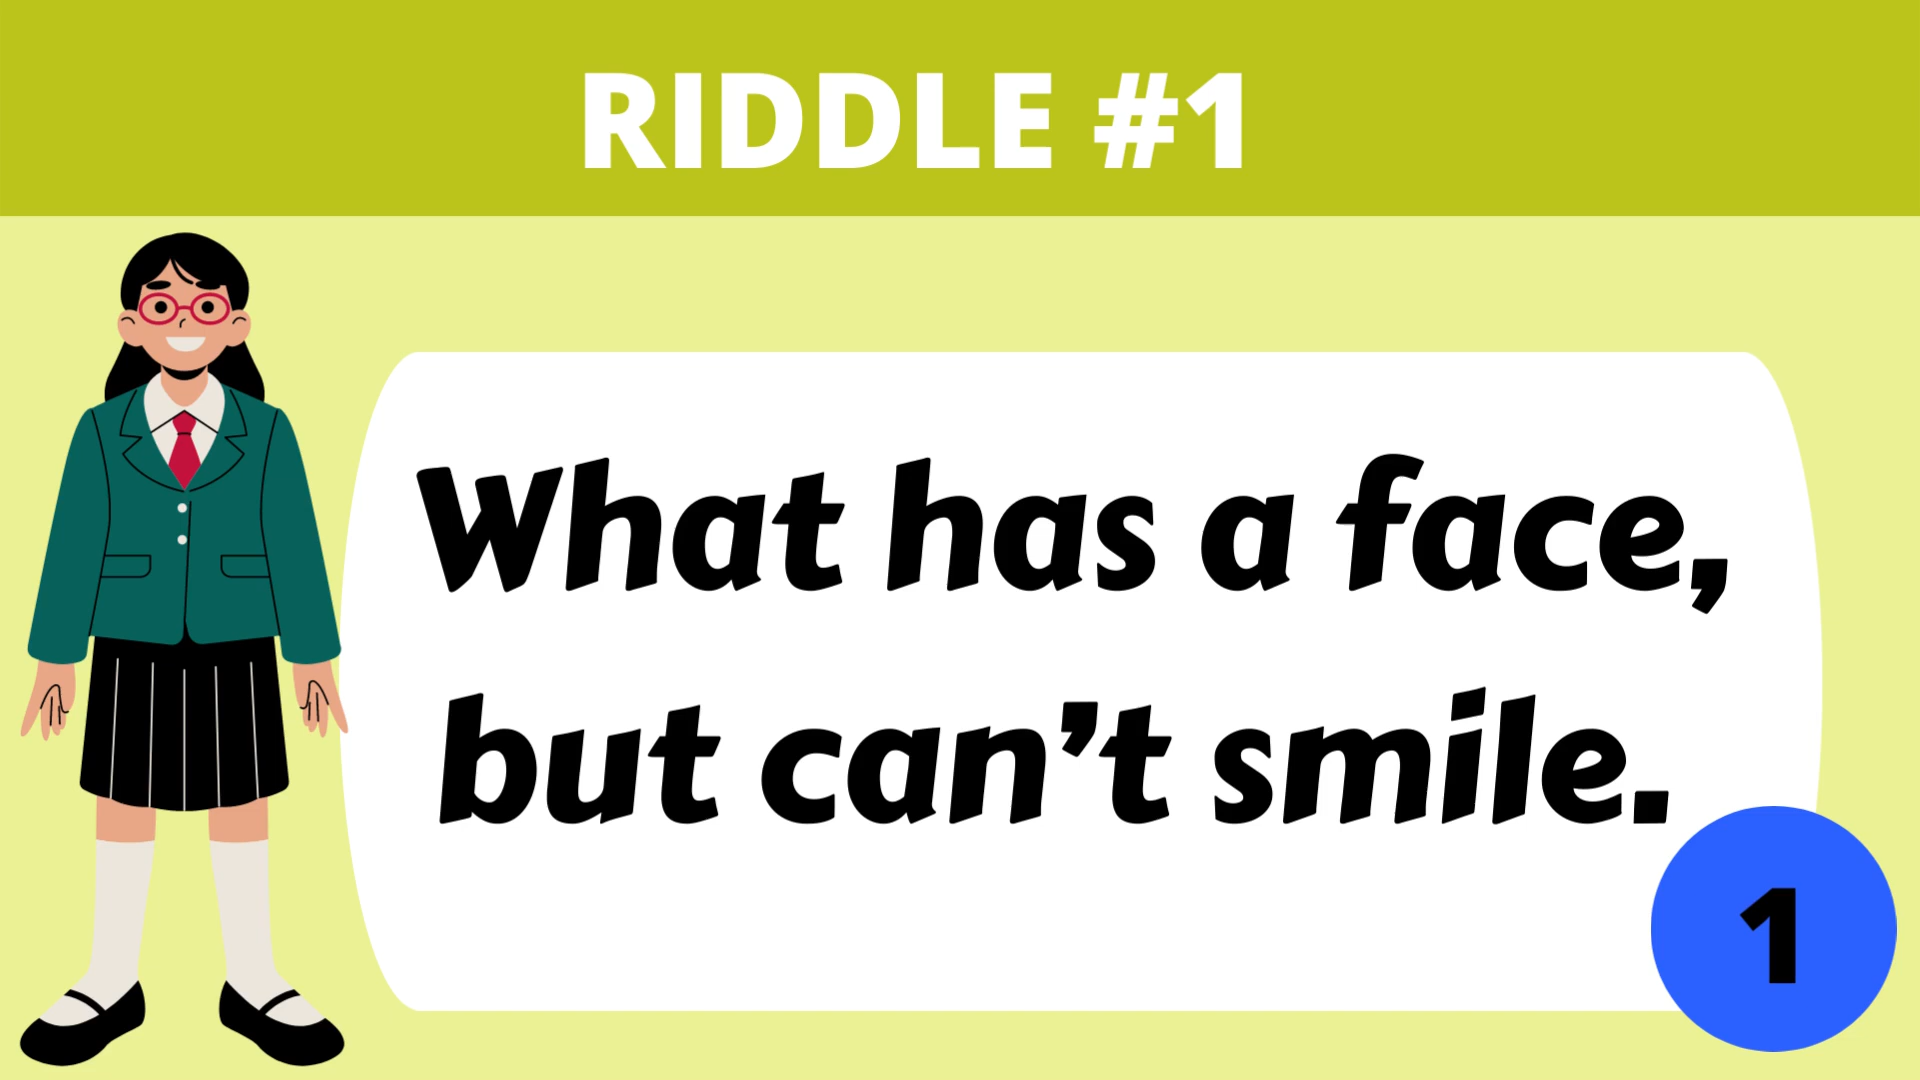 RIDDLE #1
What has a face,
but can’t smile.
1